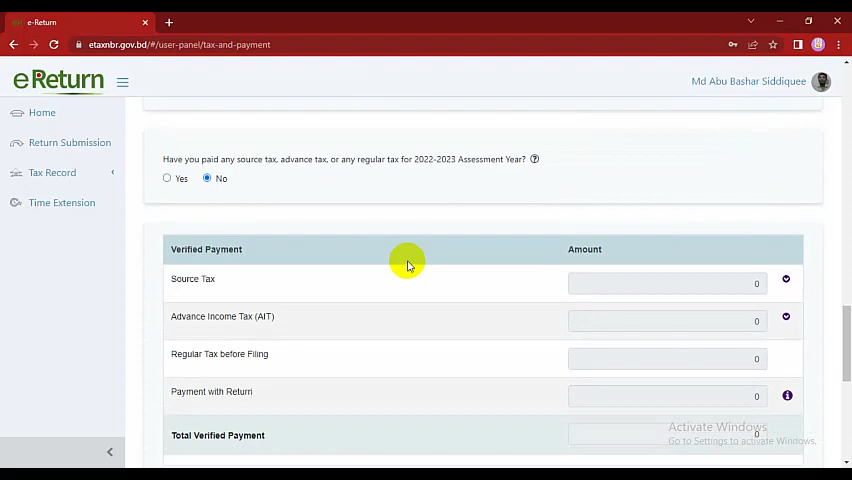 e-Return
etaxnbr.gov.bd/#/user-panel/tax-and-payment
eReturn
Md Abu Bashar Siddiquee
Home
Return Submission
Tax Record
Time Extension
Have you paid any source tax, advance tax, or any regular tax for 2022-2023 Assessment Year?
Yes No
Verified Payment Amount
Source Tax 0
Advance Income Tax (AIT) 0
Regular Tax before Filing 0
Payment with Return 0
Total Verified Payment 0
Activate Windows
Go to Settings to activate Windows.